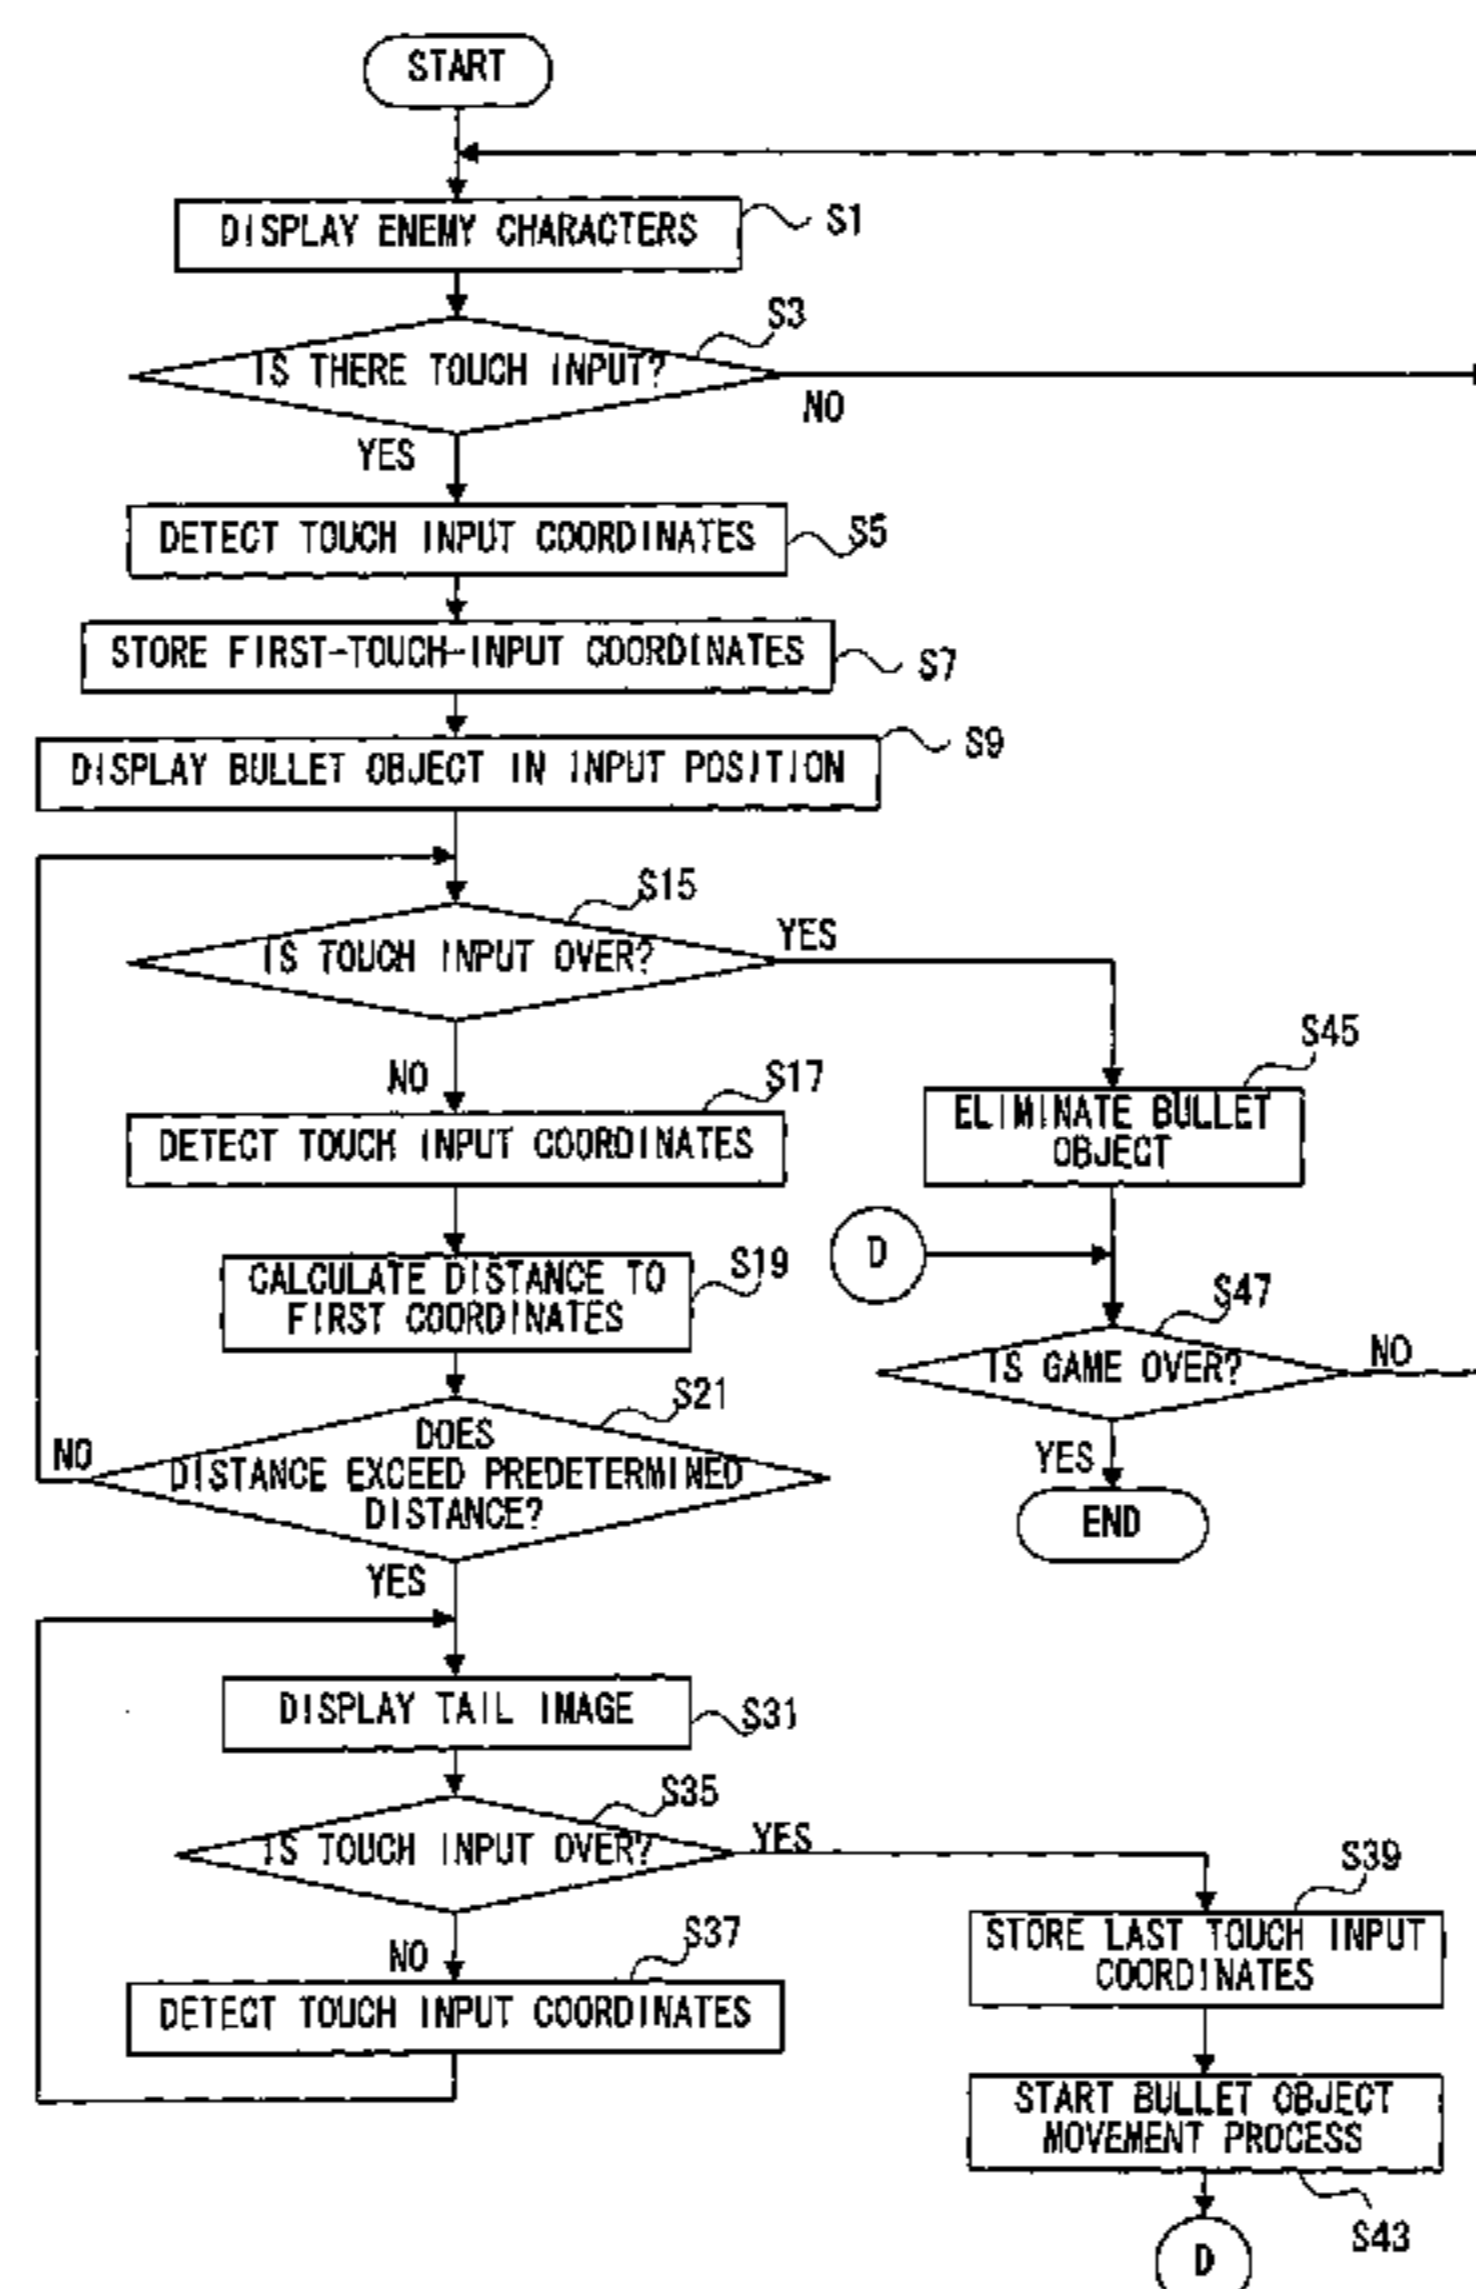 START
DISPLAY ENEMY CHARACTERS
S1
S3
IS THERE TOUCH INPUT?
NO
YES
DETECT TOUCH INPUT COORDINATES
S5
STORE FIRST-TOUCH-INPUT COORDINATES
S7
S9
DISPLAY BULLET OBJECT IN INPUT POSITION
S15
IS TOUCH INPUT OVER?
YES
NO
S17
DETECT TOUCH INPUT COORDINATES
S45
ELIMINATE BULLET
OBJECT
D
CALCULATE DISTANCE TO
FIRST COORDINATES
S19
S47
IS GAME OVER?
NO
YES
END
S21
DOES
DISTANCE EXCEED PREDETERMINED
DISTANCE?
NO
YES
DISPLAY TAIL IMAGE
S31
S35
IS TOUCH INPUT OVER?
YES
NO
S37
DETECT TOUCH INPUT COORDINATES
S39
STORE LAST TOUCH INPUT
COORDINATES
START BULLET OBJECT
MOVEMENT PROCESS
S43
D